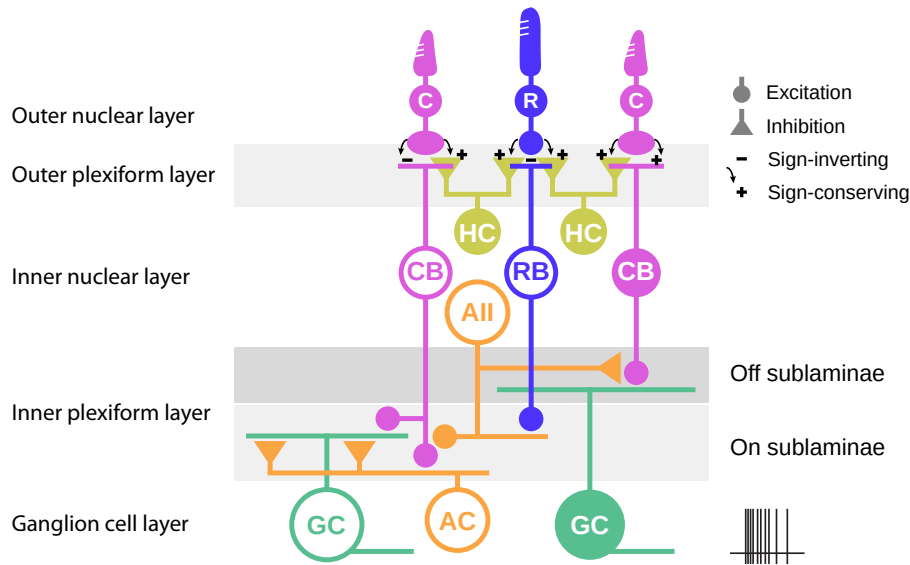 C R C
Outer nuclear layer
Excitation
Inhibition
- + + - + + +
Sign-inverting
Outer plexiform layer
+ Sign-conserving
HC HC
Inner nuclear layer
CB RB CB
AII
Off sublaminae
Inner plexiform layer
On sublaminae
Ganglion cell layer
GC AC GC